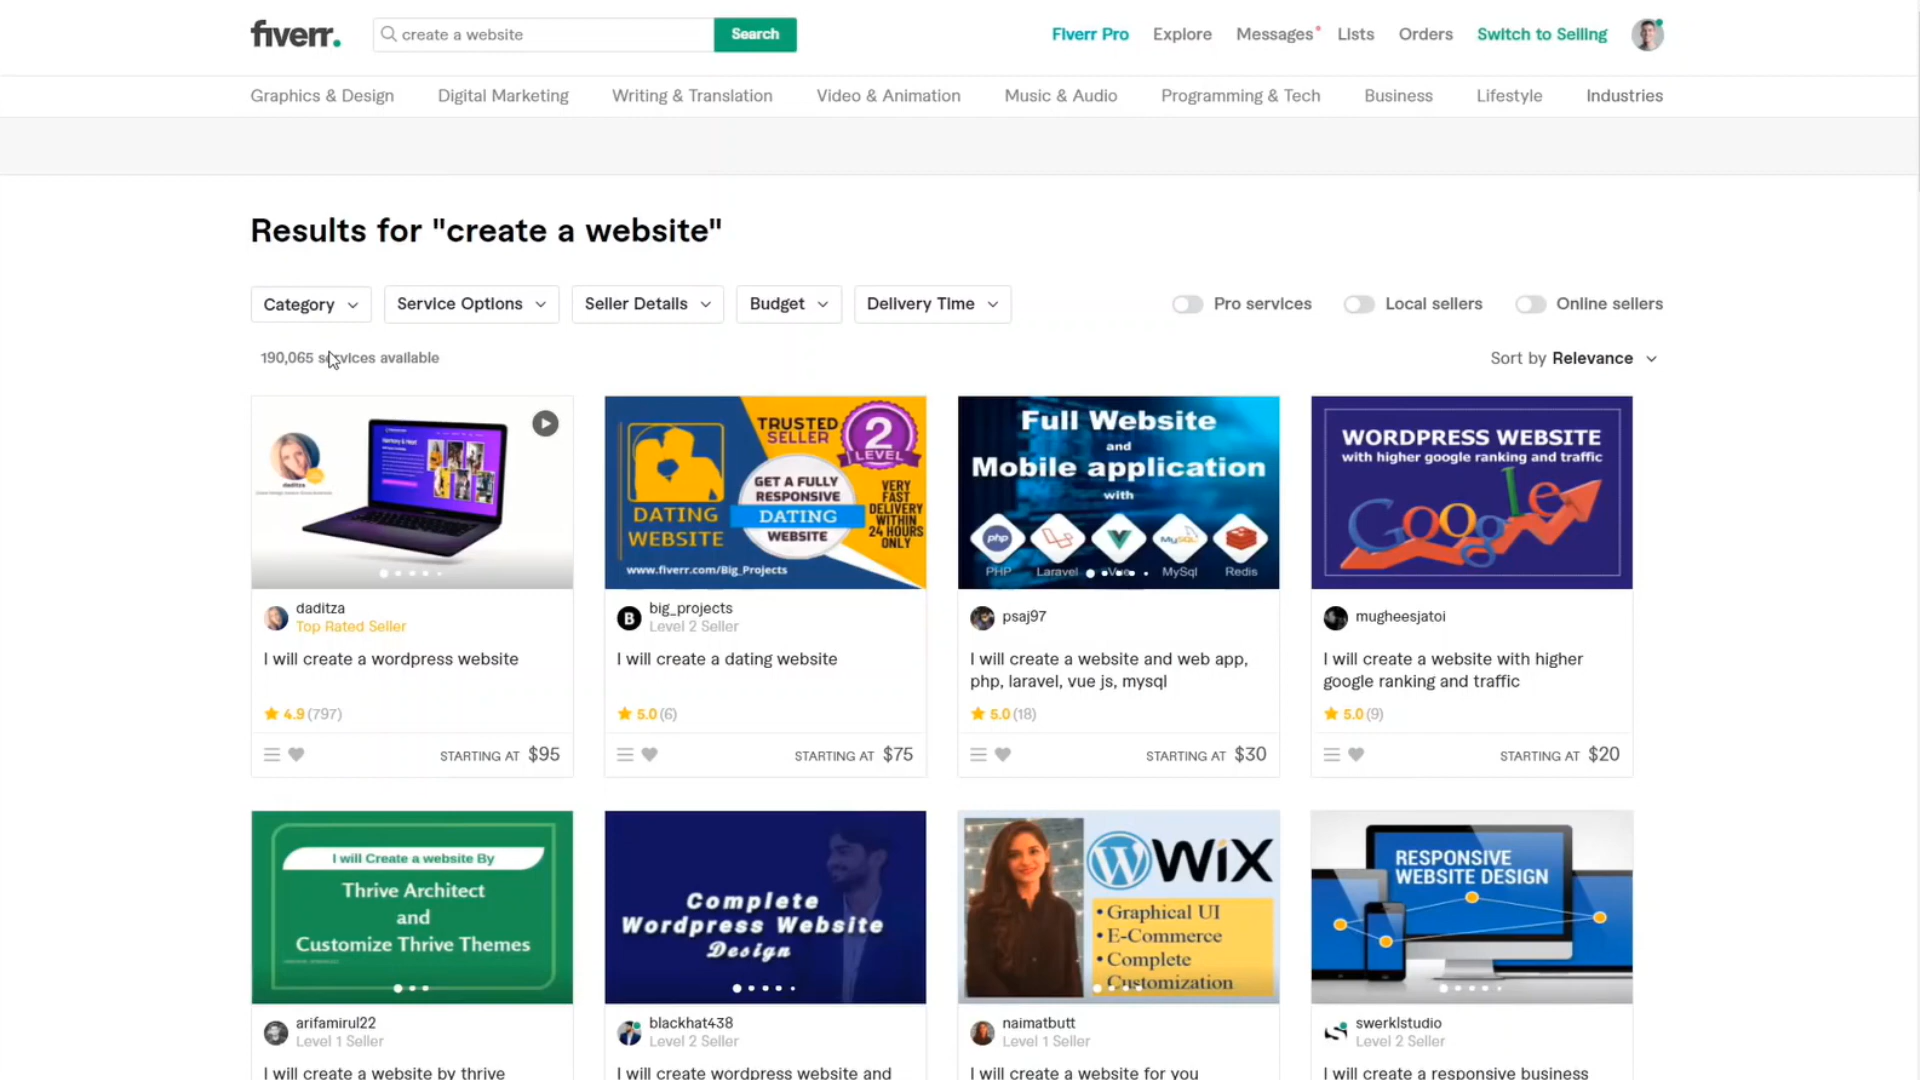 fiverr.
create a website
Search
Fiverr Pro
Explore
Messages
Lists
Orders
Switch to Selling
Graphics & Design
Digital Marketing
Writing & Translation
Video & Animation
Music & Audio
Programming & Tech
Business
Lifestyle
Industries
Results for "create a website"
Category
Service Options
Seller Details
Budget
Delivery Time
Pro services
Local sellers
Online sellers
190,065 services available
Sort by Relevance
daditza
daditza
Top Rated Seller
I will create a wordpress website
4.9 (797)
STARTING AT $95
TRUSTED
SELLER
2
LEVEL
GET A FULLY
RESPONSIVE
DATING
WEBSITE
VERY
FAST
DELIVERY
WITHIN
24 HOURS
ONLY
DATING
WEBSITE
www.fiverr.com/Big_Projects
B
big_projects
Level 2 Seller
I will create a dating website
5.0 (6)
STARTING AT $75
Full Website
and
Mobile application
with
php
MySQL
PHP
Laravel
Vue
MySql
Redis
psaj97
I will create a website and web app,
php, laravel, vue js, mysql
5.0 (18)
STARTING AT $30
WORDPRESS WEBSITE
with higher google ranking and traffic
Google
mugheesjatoi
I will create a website with higher
google ranking and traffic
5.0 (9)
STARTING AT $20
I will Create a website By
Thrive Architect
and
Customize Thrive Themes
arifamirul22
Level 1 Seller
I will create a website by thrive
Complete
Wordpress Website
Design
blackhat438
Level 2 Seller
I will create wordpress website and
W
WiX
• Graphical UI
• E-Commerce
• Complete
Customization
naimatbutt
Level 1 Seller
I will create a website for you
RESPONSIVE
WEBSITE DESIGN
swerklstudio
Level 2 Seller
I will create a responsive business